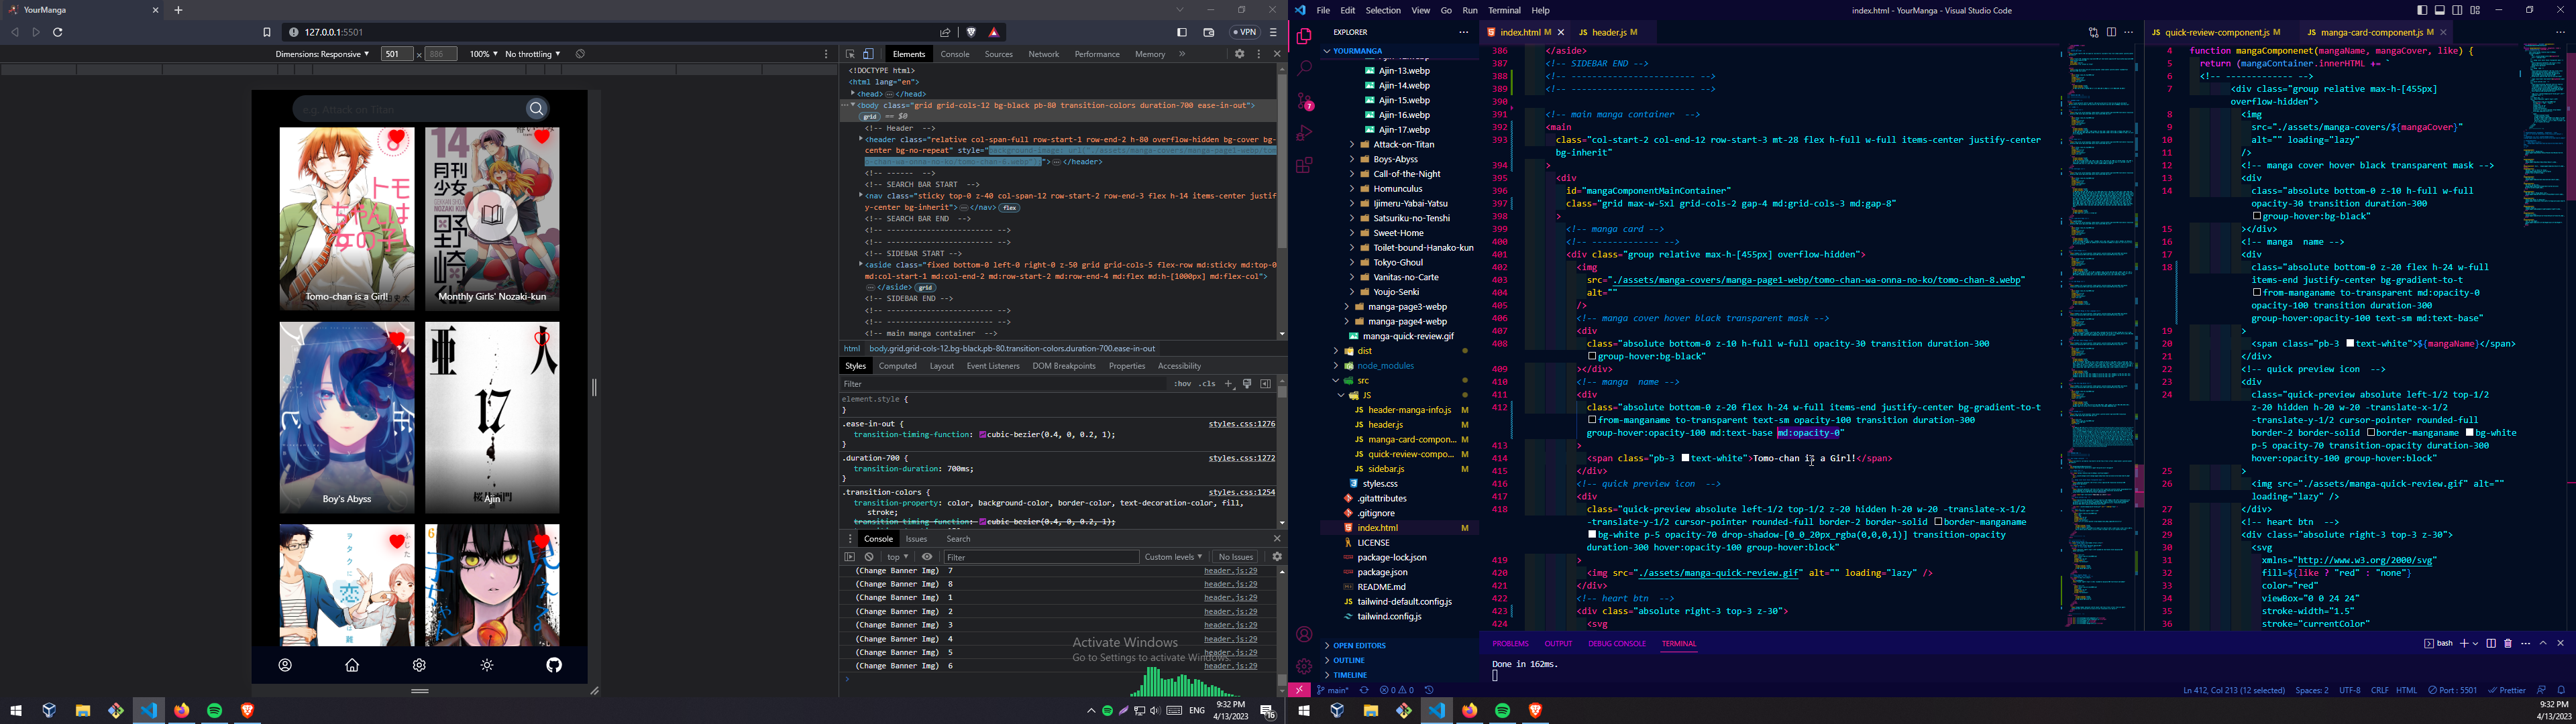 YourManga
127.0.0.1:5501
VPN
Dimensions: Responsive
501
×
886
100%
No throttling
Elements
Console
Sources
Network
Performance
Memory
e.g. Attack on Titan
Tomo-chan is a Girl!
14
月刊
少女
野崎
Monthly Girls' Nozaki-kun
Boy's Abyss
亜
人
17
Ajin
<!DOCTYPE html>
<html lang="en">
<head></head>
<body class="grid grid-cols-12 bg-black pb-80 transition-colors duration-700 ease-in-out">
grid == $0
<!-- Header -->
<header class="relative col-span-full row-start-1 row-end-2 h-80 overflow-hidden bg-cover bg-
center bg-no-repeat" style="background-image: url("./assets/manga-covers/manga-page1-webp/tomo-chan-wa-onna-no-ko/tomo-chan-6.webp");"></header>
<!-- ------ -->
<!-- SEARCH BAR START -->
<nav class="sticky top-0 z-40 col-span-12 row-start-2 row-end-3 flex h-14 items-center justif
y-center bg-inherit"></nav> flex
<!-- SEARCH BAR END -->
<!-- ------------------------ -->
<!-- ------------------------ -->
<!-- SIDEBAR START -->
<aside class="fixed bottom-0 left-0 right-0 z-50 grid grid-cols-5 flex-row md:sticky md:top-0
md:col-start-1 md:col-end-2 md:row-start-2 md:row-end-4 md:flex md:h-[1000px] md:flex-col">
</aside> grid
<!-- SIDEBAR END -->
<!-- ------------------------ -->
<!-- ------------------------ -->
<!-- main manga container -->
html
body.grid.grid-cols-12.bg-black.pb-80.transition-colors.duration-700.ease-in-out
Styles
Computed
Layout
Event Listeners
DOM Breakpoints
Properties
Accessibility
Filter
:hov .cls
element.style {
}
.ease-in-out {
styles.css:1276
transition-timing-function: cubic-bezier(0.4, 0, 0.2, 1);
}
.duration-700 {
styles.css:1272
transition-duration: 700ms;
}
.transition-colors {
styles.css:1254
transition-property: color, background-color, border-color, text-decoration-color, fill,
stroke;
transition-timing-function: cubic-bezier(0.4, 0, 0.2, 1);
Console
Issues
Search
top
Filter
Custom levels
No Issues
(Change Banner Img) 7 header.js:29
(Change Banner Img) 8 header.js:29
(Change Banner Img) 1 header.js:29
(Change Banner Img) 2 header.js:29
(Change Banner Img) 3 header.js:29
(Change Banner Img) 4 header.js:29
(Change Banner Img) 5 header.js:29
(Change Banner Img) 6 header.js:29
Activate Windows
Go to Settings to activate Windows.
ENG
9:32 PM
4/13/2023
16
File Edit Selection View Go Run Terminal Help
index.html - YourManga - Visual Studio Code
EXPLORER
YOURMANGA
Ajin-13.webp
Ajin-14.webp
Ajin-15.webp
Ajin-16.webp
Ajin-17.webp
Attack-on-Titan
Boys-Abyss
Call-of-the-Night
Homunculus
Ijimeru-Yabai-Yatsu
Satsuriku-no-Tenshi
Sweet-Home
Toilet-bound-Hanako-kun
Tokyo-Ghoul
Vanitas-no-Carte
Youjo-Senki
manga-page3-webp
manga-page4-webp
manga-quick-review.gif
dist
node_modules
src
JS
header-manga-info.js M
header.js M
manga-card-compon... M
quick-review-compo... M
sidebar.js M
styles.css
.gitattributes
.gitignore
index.html M
LICENSE
package-lock.json
package.json
README.md
tailwind-default.config.js
tailwind.config.js
OPEN EDITORS
OUTLINE
TIMELINE
index.html M
header.js M
386 </aside>
387 <!-- SIDEBAR END -->
388 <!-- ------------------------ -->
389 <!-- ------------------------ -->
390
391 <!-- main manga container -->
392 <main
393 class="col-start-2 col-end-12 row-start-3 mt-28 flex h-full w-full items-center justify-center
bg-inherit"
394 >
395 <div
396 id="mangaComponentMainContainer"
397 class="grid max-w-5xl grid-cols-2 gap-4 md:grid-cols-3 md:gap-8"
398 >
399 <!-- manga card -->
400 <!-- ------------- -->
401 <div class="group relative max-h-[455px] overflow-hidden">
402 <img
403 src="./assets/manga-covers/manga-page1-webp/tomo-chan-wa-onna-no-ko/tomo-chan-8.webp"
404 alt=""
405 />
406 <!-- manga cover hover black transparent mask -->
407 <div
408 class="absolute bottom-0 z-10 h-full w-full opacity-30 transition duration-300
group-hover:bg-black"
409 ></div>
410 <!-- manga name -->
411 <div
412 class="absolute bottom-0 z-20 flex h-24 w-full items-end justify-center bg-gradient-to-t
from-manganame to-transparent text-sm opacity-100 transition duration-300
group-hover:opacity-100 md:text-base md:opacity-0"
413 >
414 <span class="pb-3 text-white">Tomo-chan is a Girl!</span>
415 </div>
416 <!-- quick preview icon -->
417 <div
418 class="quick-preview absolute left-1/2 top-1/2 z-20 hidden h-20 w-20 -translate-x-1/2
-translate-y-1/2 cursor-pointer rounded-full border-2 border-solid border-manganame
bg-white p-5 opacity-70 drop-shadow-[0_0_20px_rgba(0,0,0,1)] transition-opacity
duration-300 hover:opacity-100 group-hover:block"
419 >
420 <img src="./assets/manga-quick-review.gif" alt="" loading="lazy" />
421 </div>
422 <!-- heart btn -->
423 <div class="absolute right-3 top-3 z-30">
424 <svg
quick-review-component.js M
manga-card-component.js M
4 function mangaComponenet(mangaName, mangaCover, like) {
5 return (mangaContainer.innerHTML += `
6 <!-- ------------- -->
7 <div class="group relative max-h-[455px]
overflow-hidden">
8 <img
9 src="./assets/manga-covers/${mangaCover}"
10 alt="" loading="lazy"
11 />
12 <!-- manga cover hover black transparent mask -->
13 <div
14 class="absolute bottom-0 z-10 h-full w-full
opacity-30 transition duration-300
group-hover:bg-black"
15 ></div>
16 <!-- manga name -->
17 <div
18 class="absolute bottom-0 z-20 flex h-24 w-full
items-end justify-center bg-gradient-to-t
from-manganame to-transparent md:opacity-0
opacity-100 transition duration-300
group-hover:opacity-100 text-sm md:text-base"
19 >
20 <span class="pb-3 text-white">${mangaName}</span>
21 </div>
22 <!-- quick preview icon -->
23 <div
24 class="quick-preview absolute left-1/2 top-1/2
z-20 hidden h-20 w-20 -translate-x-1/2
-translate-y-1/2 cursor-pointer rounded-full
border-2 border-solid border-manganame bg-white
p-5 opacity-70 transition-opacity duration-300
hover:opacity-100 group-hover:block"
25 >
26 <img src="./assets/manga-quick-review.gif" alt=""
loading="lazy" />
27 </div>
28 <!-- heart btn -->
29 <div class="absolute right-3 top-3 z-30">
30 <svg
31 xmlns="http://www.w3.org/2000/svg"
32 fill=${like ? "red" : "none"}
33 color="red"
34 viewBox="0 0 24 24"
35 stroke-width="1.5"
36 stroke="currentColor"
PROBLEMS OUTPUT DEBUG CONSOLE TERMINAL
bash
Done in 162ms.
main*
0 0
Ln 412, Col 213 (12 selected) Spaces: 2 UTF-8 CRLF HTML Port : 5501 Prettier
9:32 PM
4/13/2023